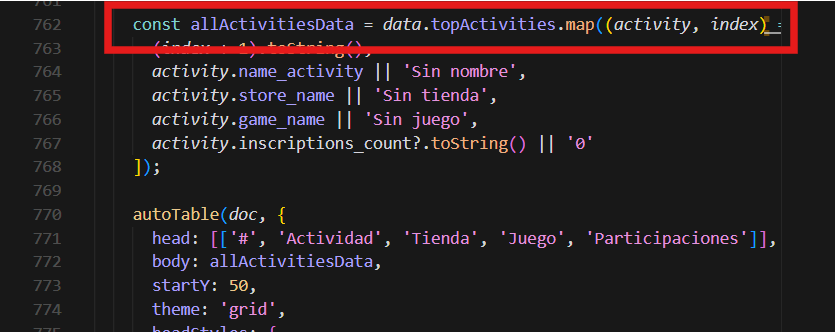 762 const allActivitiesData = data.topActivities.map((activity, index) =
763 (index + 1).toString(),
764 activity.name_activity || 'Sin nombre',
765 activity.store_name || 'Sin tienda',
766 activity.game_name || 'Sin juego',
767 activity.inscriptions_count?.toString() || '0'
768 ]);
769
770 autoTable(doc, {
771 head: [['#', 'Actividad', 'Tienda', 'Juego', 'Participaciones']],
772 body: allActivitiesData,
773 startY: 50,
774 theme: 'grid',
775 headStyles: {